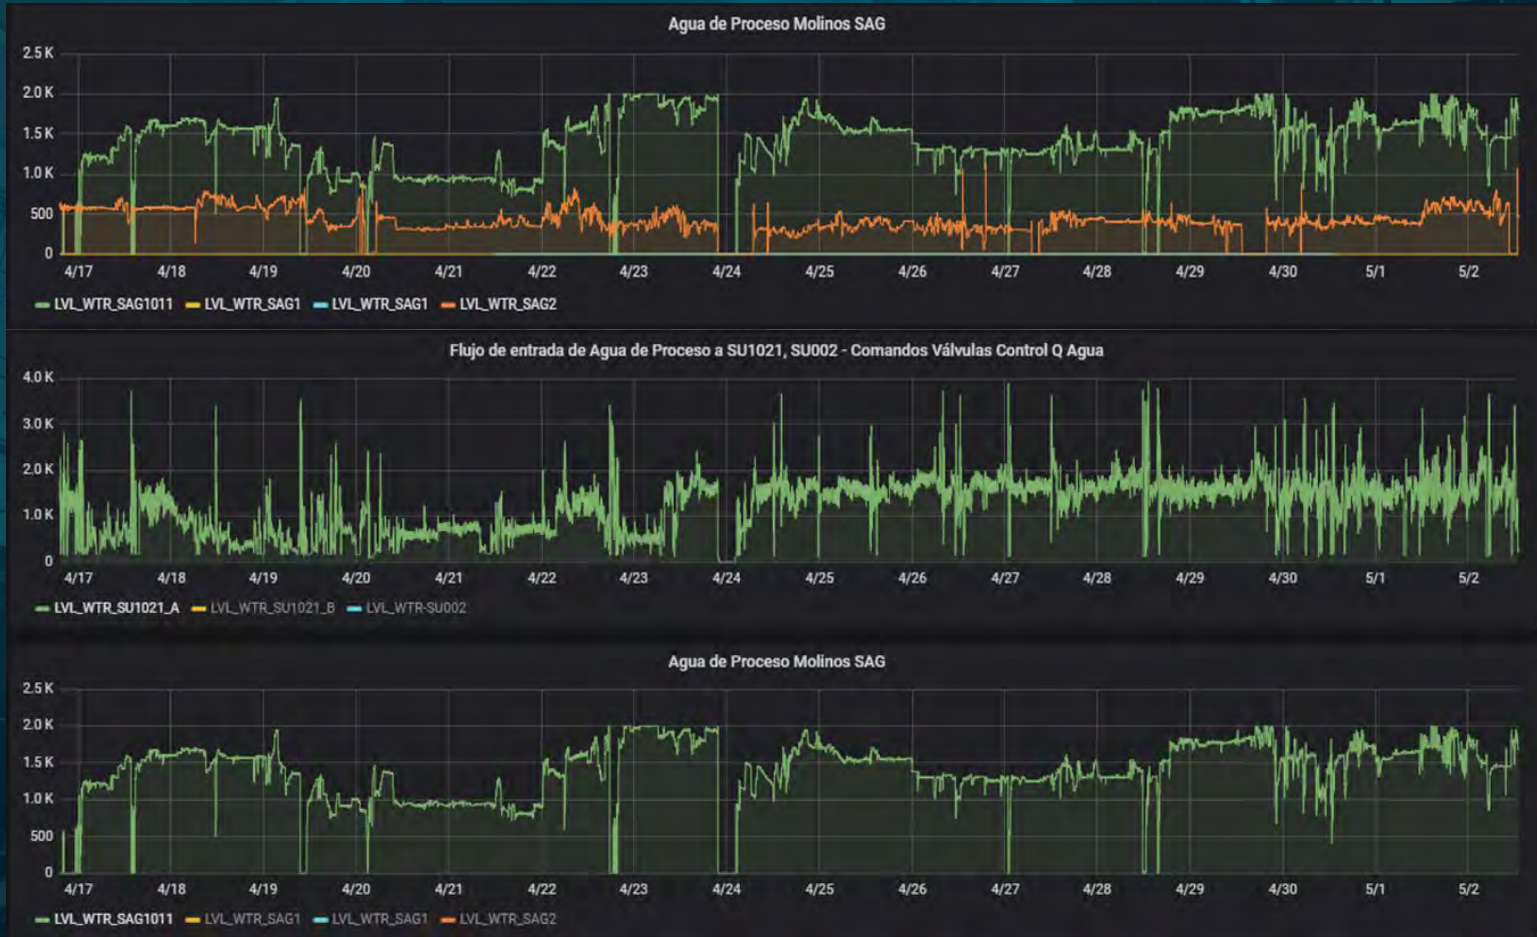 Agua de Proceso Molinos SAG
2.5 K
2.0 K
1.5 K
1.0 K
500
0
4/17 4/18 4/19 4/20 4/21 4/22 4/23 4/24 4/25 4/26 4/27 4/28 4/29 4/30 5/1 5/2
LVL_WTR_SAG1011 LVL_WTR_SAG1 LVL_WTR_SAG1 LVL_WTR_SAG2
Flujo de entrada de Agua de Proceso a SU1021, SU002 - Comandos Válvulas Control Q Agua
4.0 K
3.0 K
2.0 K
1.0 K
0
4/17 4/18 4/19 4/20 4/21 4/22 4/23 4/24 4/25 4/26 4/27 4/28 4/29 4/30 5/1 5/2
LVL_WTR_SU1021_A LVL_WTR_SU1021_B LVL_WTR-SU002
Agua de Proceso Molinos SAG
2.5 K
2.0 K
1.5 K
1.0 K
500
0
4/17 4/18 4/19 4/20 4/21 4/22 4/23 4/24 4/25 4/26 4/27 4/28 4/29 4/30 5/1 5/2
LVL_WTR_SAG1011 LVL_WTR_SAG1 LVL_WTR_SAG1 LVL_WTR_SAG2